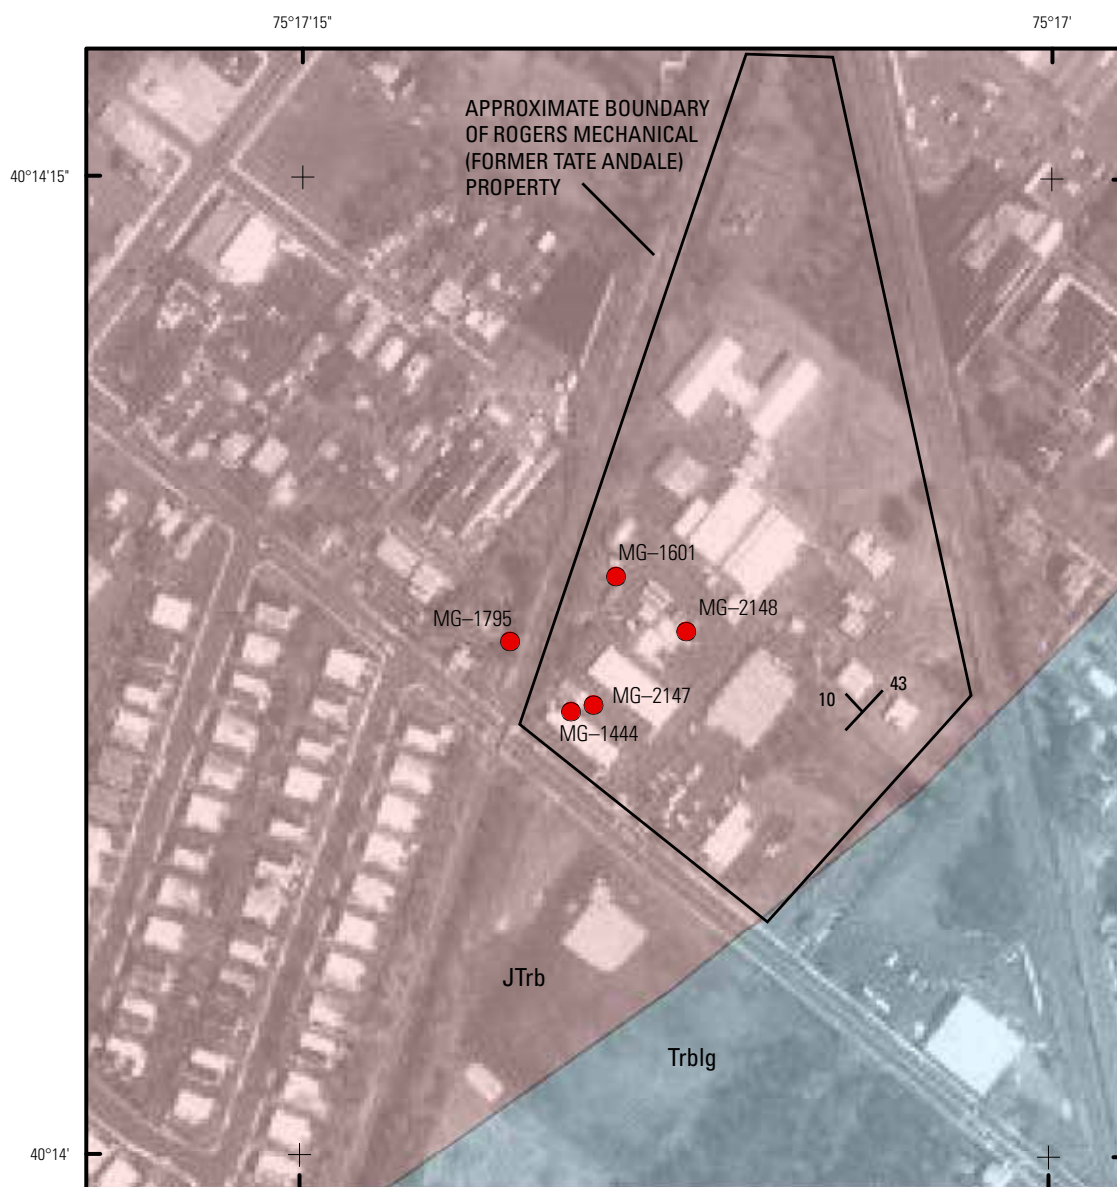 75°17'15"
75°17'
APPROXIMATE BOUNDARY
OF ROGERS MECHANICAL
(FORMER TATE ANDALE)
PROPERTY
40°14'15"
MG–1601
MG–2148
MG–1795
MG–2147
MG–1444
10
43
JTrb
Trblg
40°14'